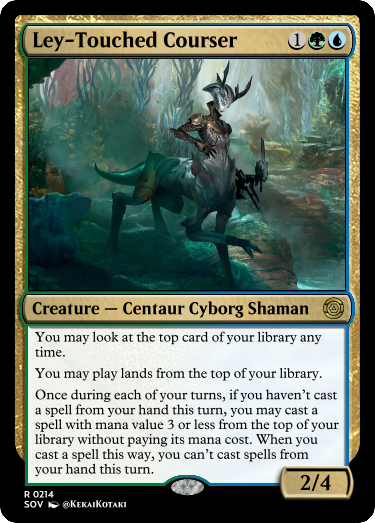 Ley-Touched Courser 1
Creature — Centaur Cyborg Shaman
You may look at the top card of your library any
time.
You may play lands from the top of your library.
Once during each of your turns, if you haven't cast
a spell from your hand this turn, you may cast a
spell with mana value 3 or less from the top of your
library without paying its mana cost. When you
cast a spell this way, you can't cast spells from
your hand this turn.
2/4
R 0214
SOV @KekaiKotaki